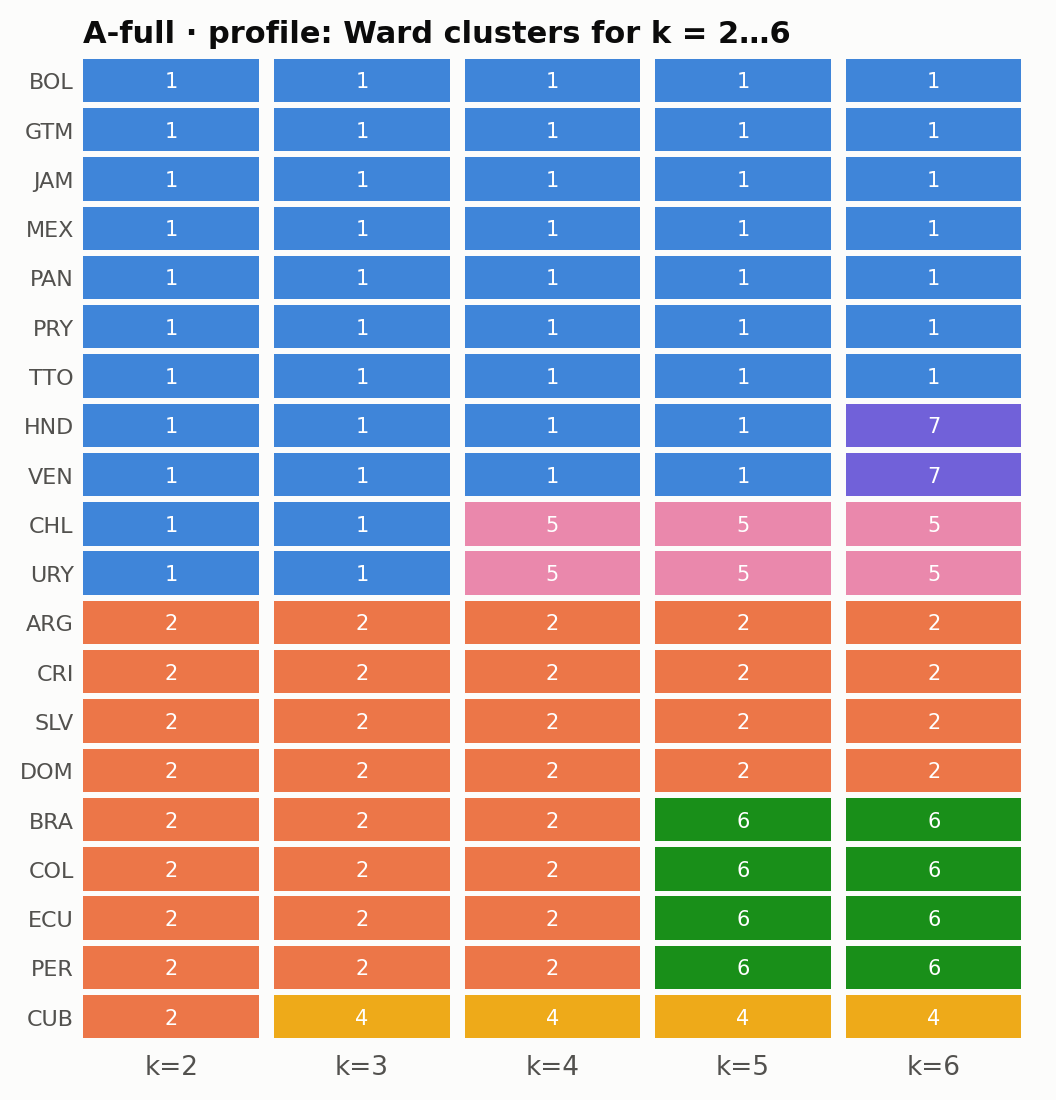 A-full · profile: Ward clusters for k = 2…6
BOL 1 1 1 1 1
GTM 1 1 1 1 1
JAM 1 1 1 1 1
MEX 1 1 1 1 1
PAN 1 1 1 1 1
PRY 1 1 1 1 1
TTO 1 1 1 1 1
HND 1 1 1 1 7
VEN 1 1 1 1 7
CHL 1 1 5 5 5
URY 1 1 5 5 5
ARG 2 2 2 2 2
CRI 2 2 2 2 2
SLV 2 2 2 2 2
DOM 2 2 2 2 2
BRA 2 2 2 6 6
COL 2 2 2 6 6
ECU 2 2 2 6 6
PER 2 2 2 6 6
CUB 2 4 4 4 4
k=2 k=3 k=4 k=5 k=6